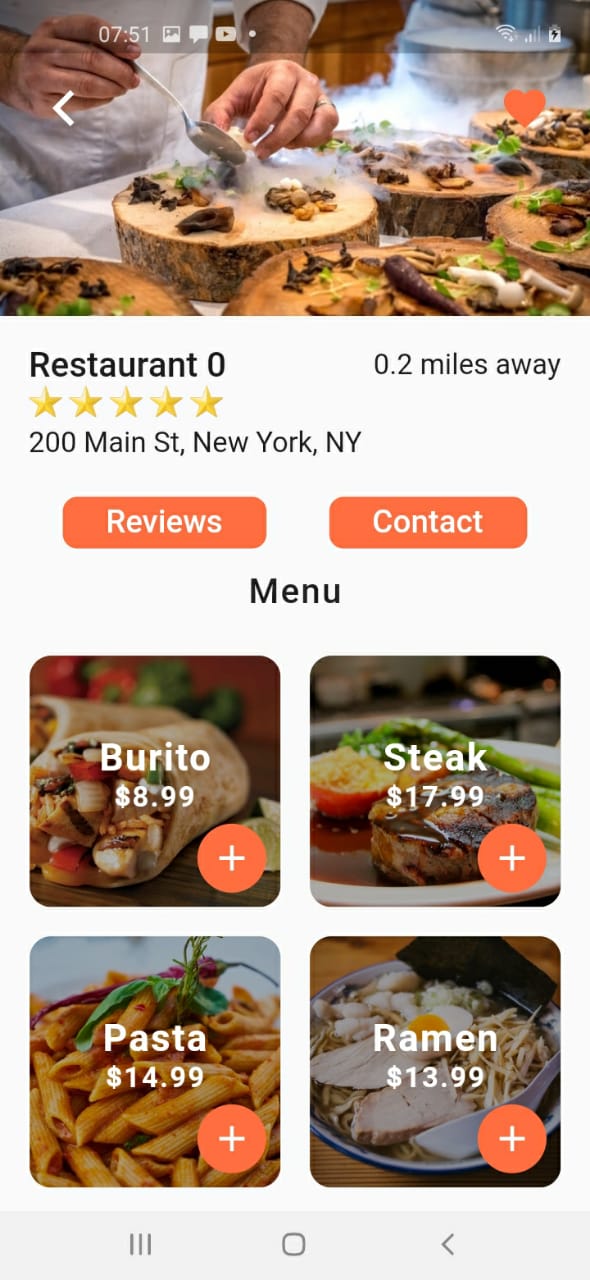 07:51
Restaurant 0
0.2 miles away
200 Main St, New York, NY
Reviews
Contact
Menu
Burito
$8.99
Steak
$17.99
Pasta
$14.99
Ramen
$13.99